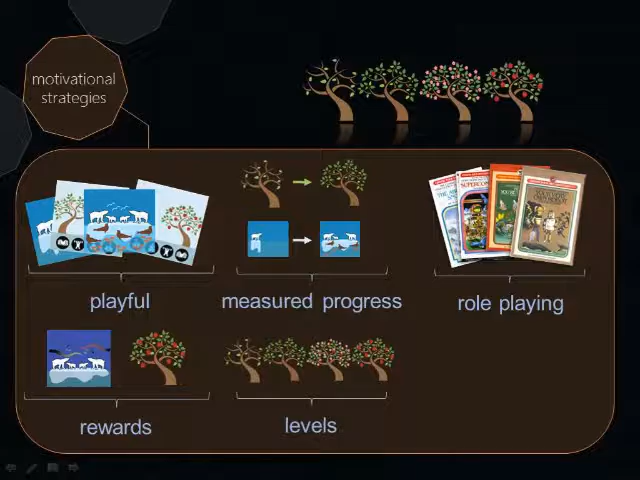 motivational
strategies
playful
measured progress
role playing
rewards
levels